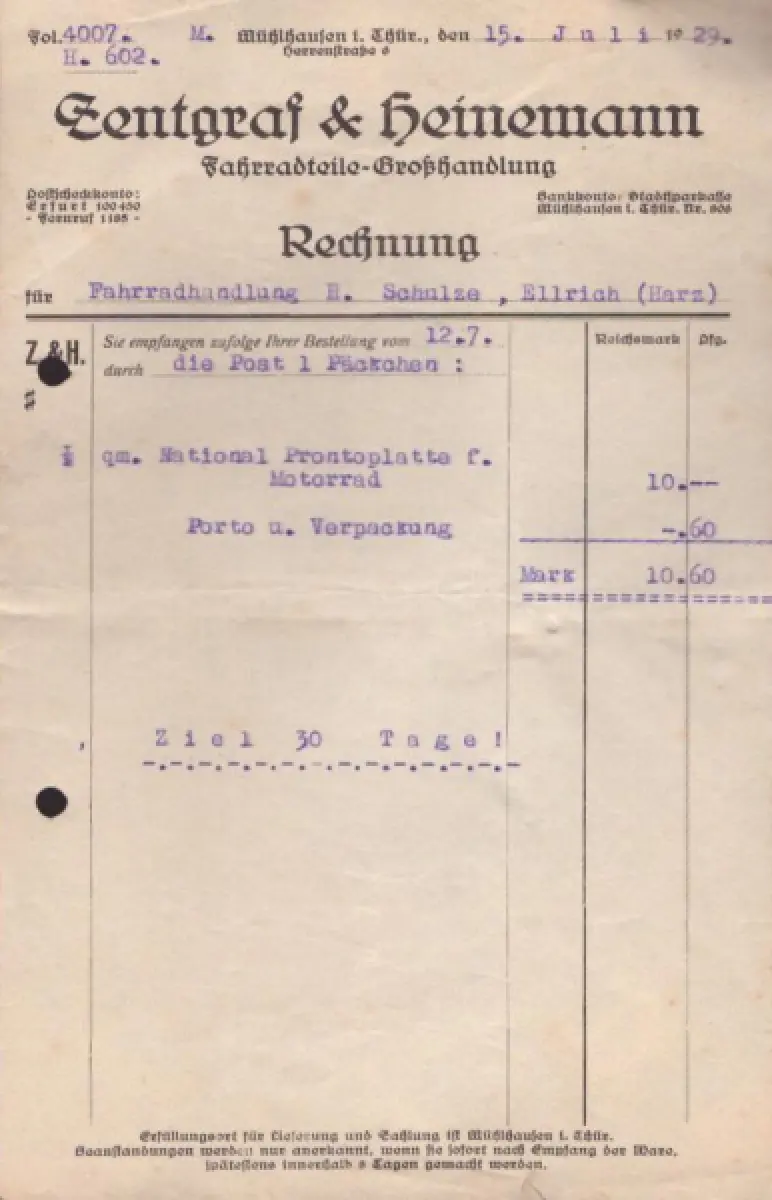 Fol. 4007. M. Mühlhausen i. Thür., den 15. Juli 1929.
H. 602. Herrenstraße 6
Zentgraf & Heinemann
Fahrradteile-Großhandlung
Postscheckkonto: Bankkonto: Stadtsparkasse
Erfurt 100450 Mühlhausen i. Thür. Nr. 606
- Fernruf 1185 -
Rechnung
für Fahrradhandlung H. Schulze, Ellrich (Harz)
Z. & H. Sie empfangen zufolge Ihrer Bestellung vom 12.7. Reichsmark Pfg.
durch die Post 1 Päckchen :
½ qm. National Prontoplatte f.
Motorrad 10.--
Porto u. Verpackung -.60
Mark 10.60
Ziel 30 Tage!
Erfüllungsort für Lieferung und Zahlung ist Mühlhausen i. Thür.
Beanstandungen werden nur anerkannt, wenn sie sofort nach Empfang der Ware,
spätestens innerhalb 8 Tagen gemacht werden.